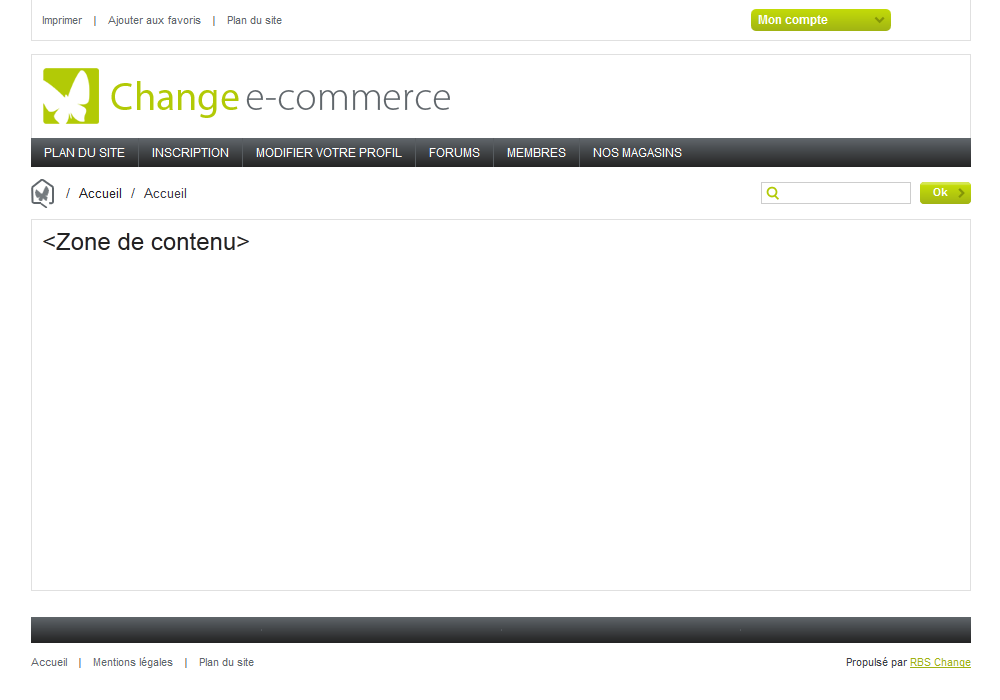 Imprimer | Ajouter aux favoris | Plan du site
Mon compte
Change e-commerce
PLAN DU SITE INSCRIPTION MODIFIER VOTRE PROFIL FORUMS MEMBRES NOS MAGASINS
/ Accueil / Accueil
Ok
<Zone de contenu>
Accueil | Mentions légales | Plan du site
Propulsé par RBS Change